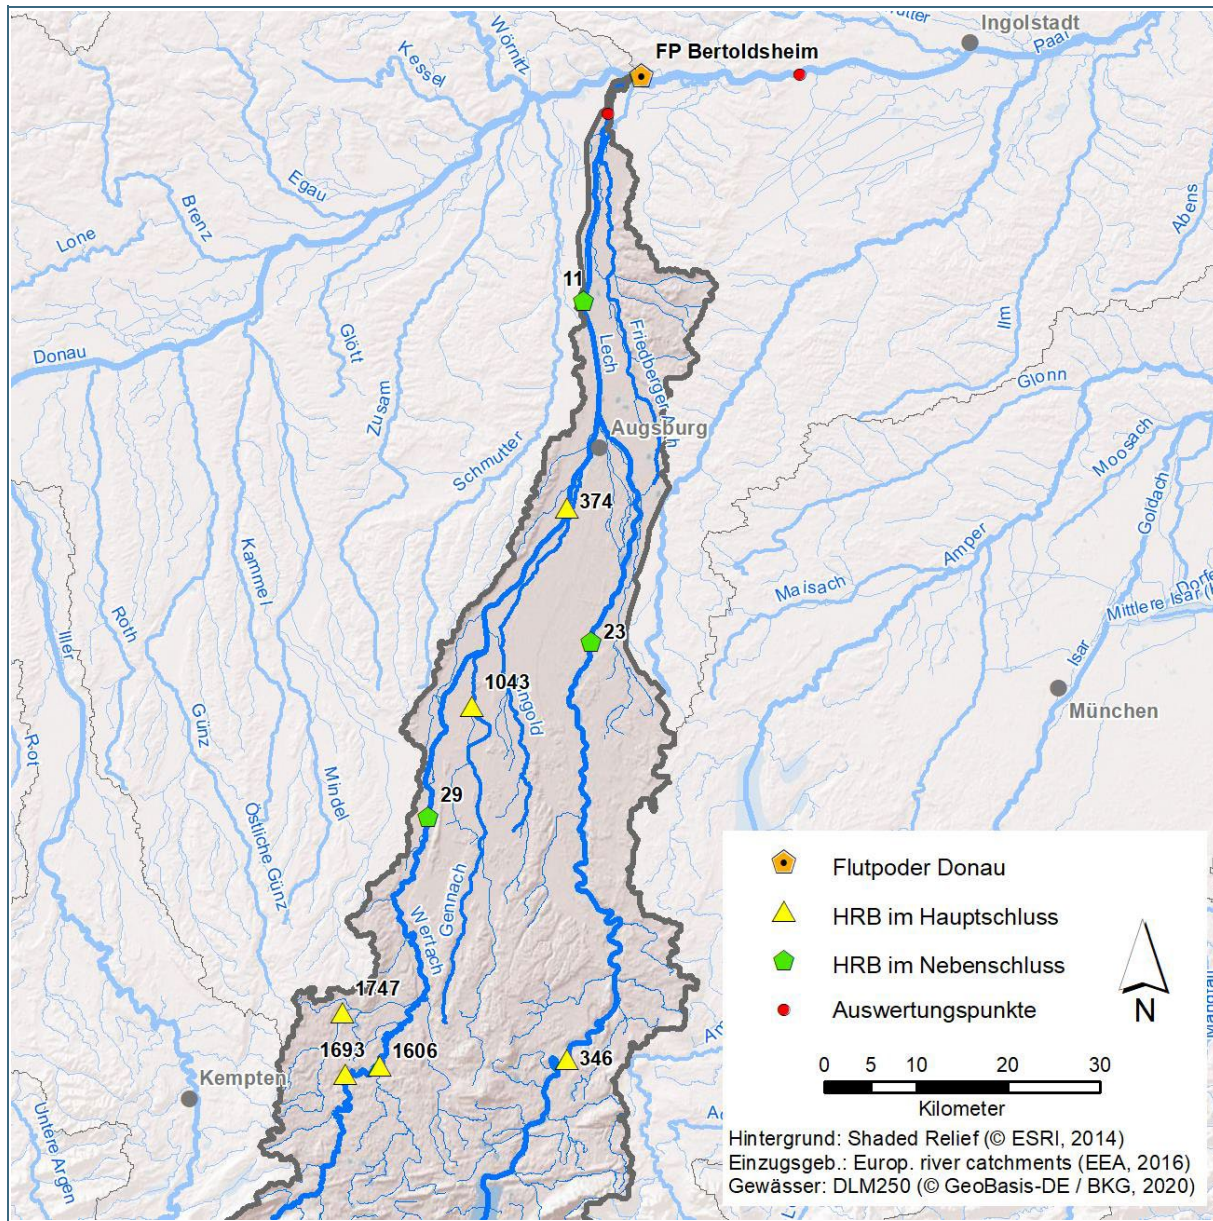 Ingolstadt
Paar
FP Bertoldsheim
Wörnitz
Kessel
Egau
Brenz
Lone
11
Abens
Ilm
Donau
Glött
Zusam
Lech
Friedberger Ach
Glonn
Augsburg
Schmutter
Moosach
Goldach
374
Amper
Kammel
Maisach
Mittlere Isar
Roth
Iller
23
Isar
1043
München
Günz
Rot
Mindel
29
Östliche Günz
Gennach
Wertach
1747
1693
1606
346
Kempten
Untere Argen
Flutpoder Donau
HRB im Hauptschluss
HRB im Nebenschluss
Auswertungspunkte
N
0 5 10 20 30
Kilometer
Hintergrund: Shaded Relief (© ESRI, 2014)
Einzugsgeb.: Europ. river catchments (EEA, 2016)
Gewässer: DLM250 (© GeoBasis-DE / BKG, 2020)